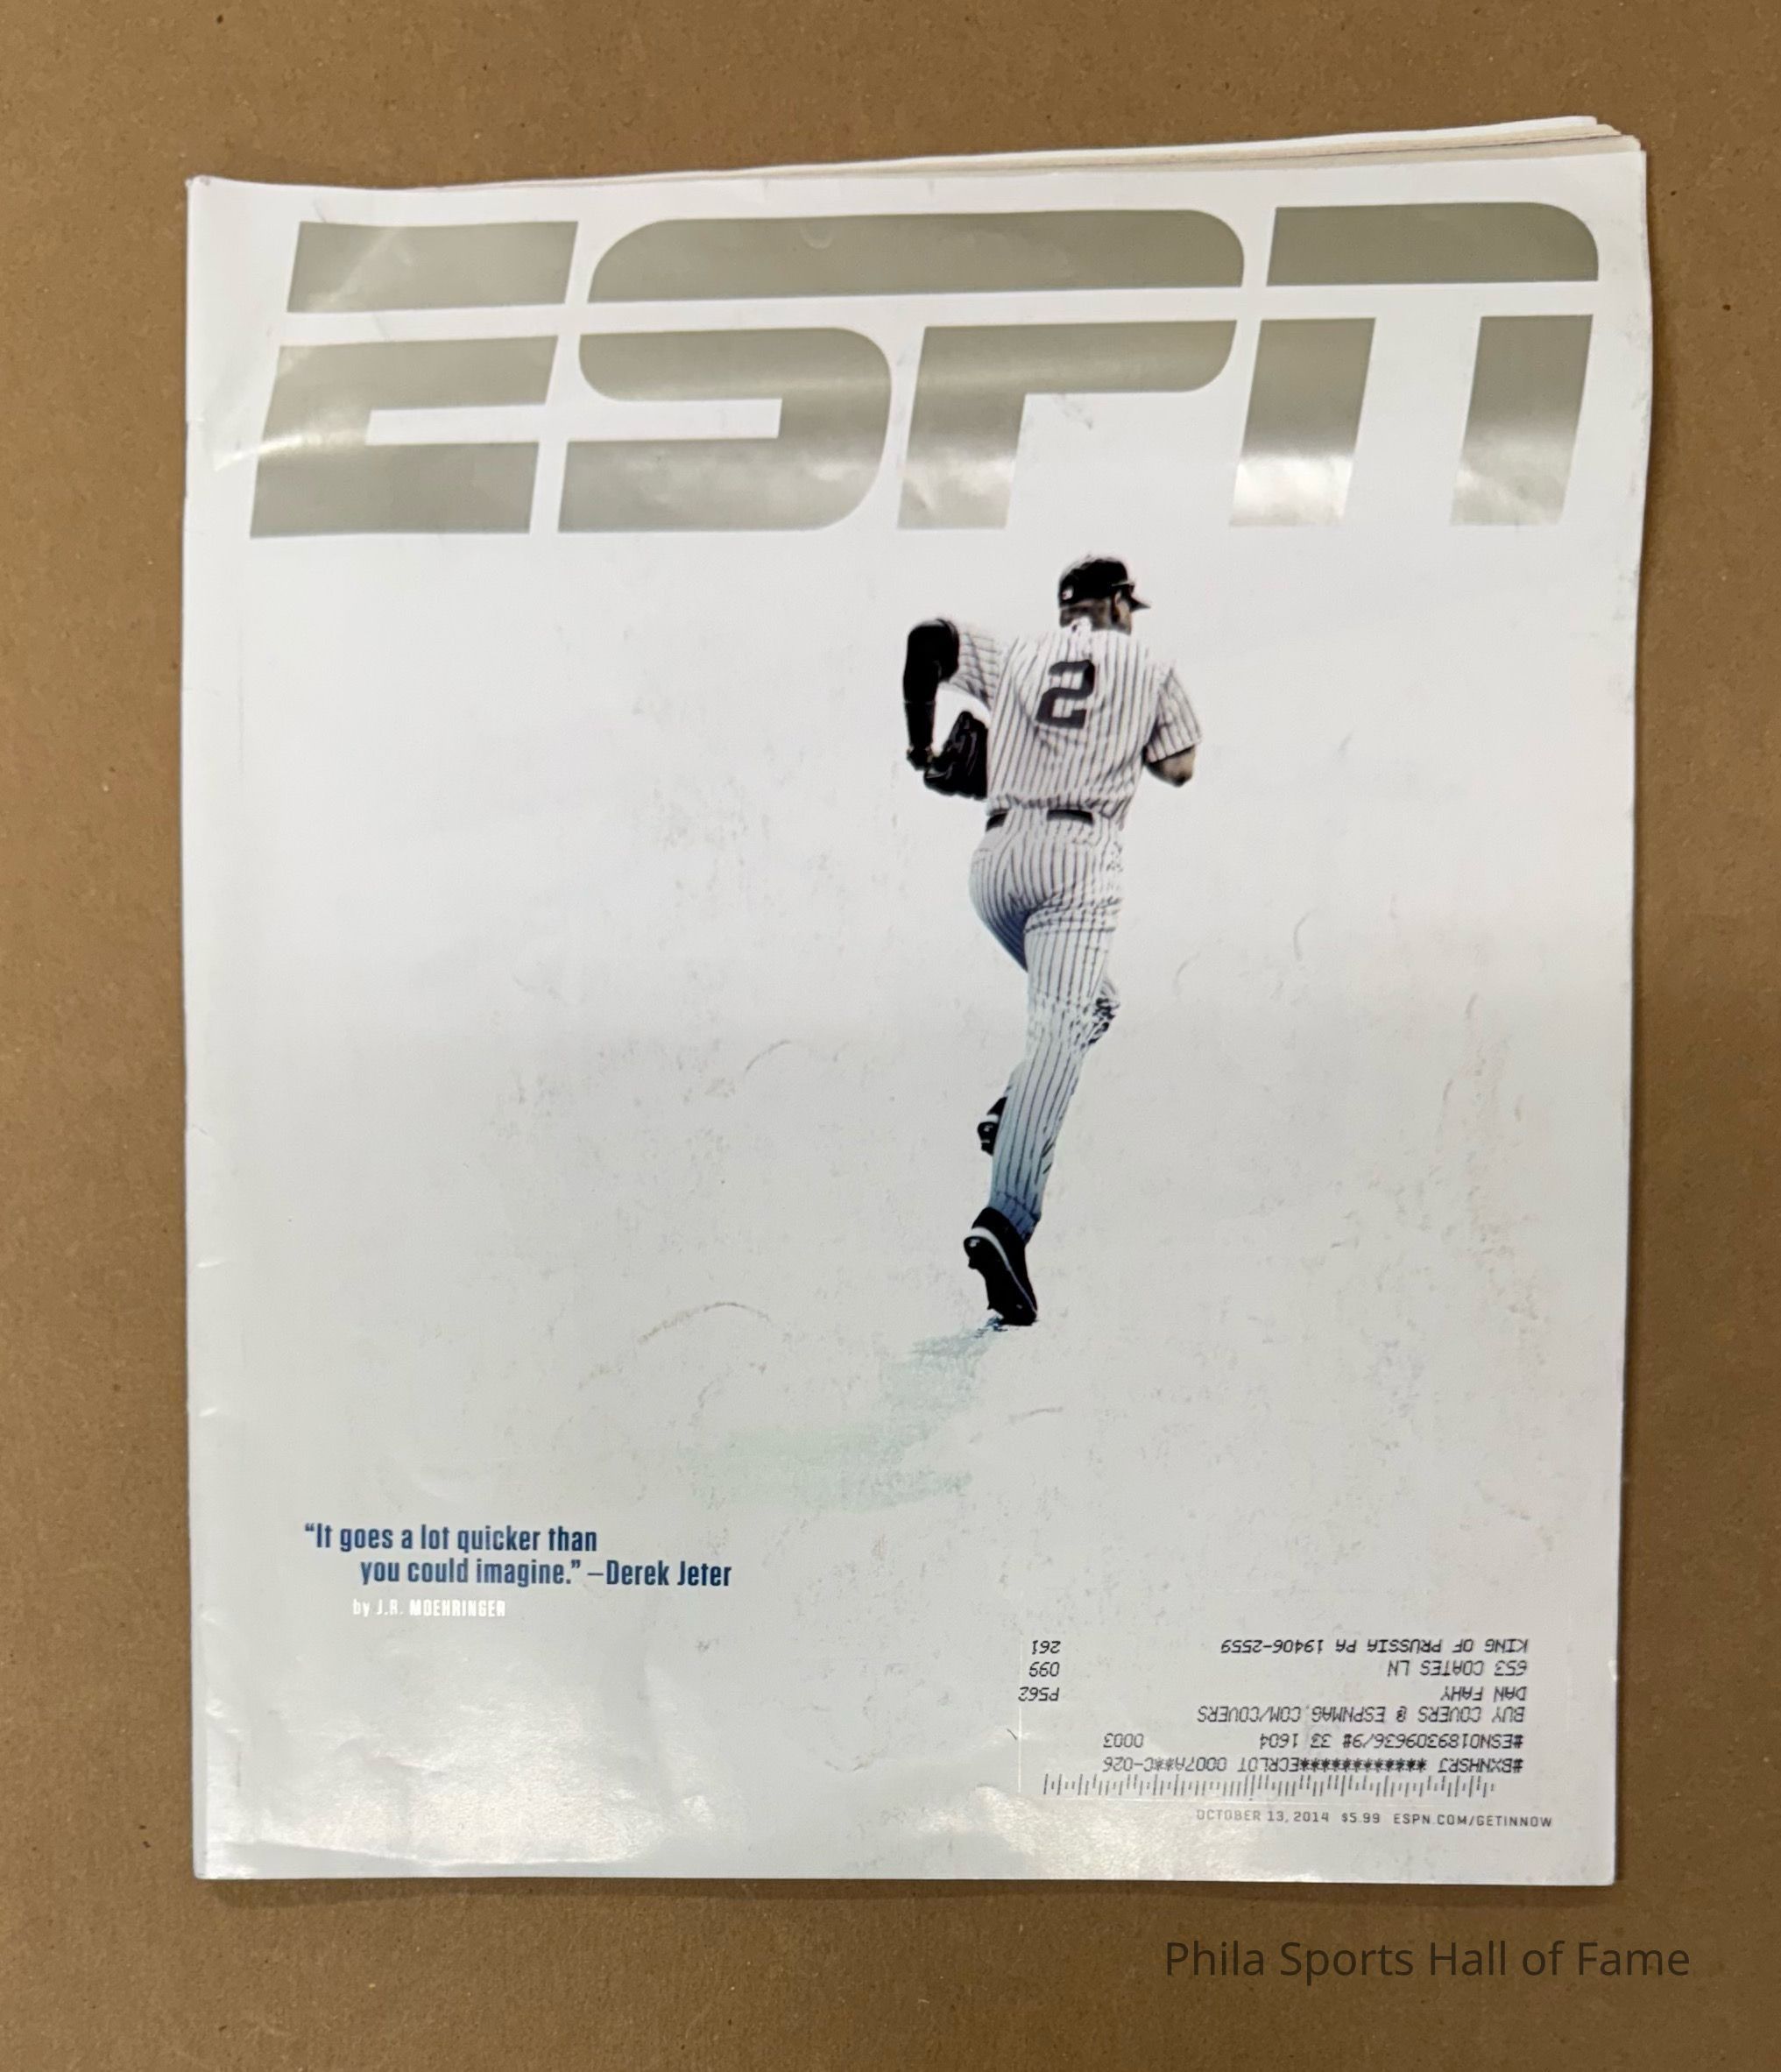 ESPN
2
“It goes a lot quicker than
you could imagine.” –Derek Jeter
by J.R. MOEHRINGER
#BXNHSRJ *************ECRLOT 0007A**C-026
#ESN0189309636/9# 33 1604 0003
BUY COVERS @ ESPNMAG.COM/COVERS
DAN FAHY P562
653 COATES LN 099
KING OF PRUSSIA PA 19406-2559 261
OCTOBER 13, 2014 $5.99 ESPN.COM/GETINNOW
Phila Sports Hall of Fame